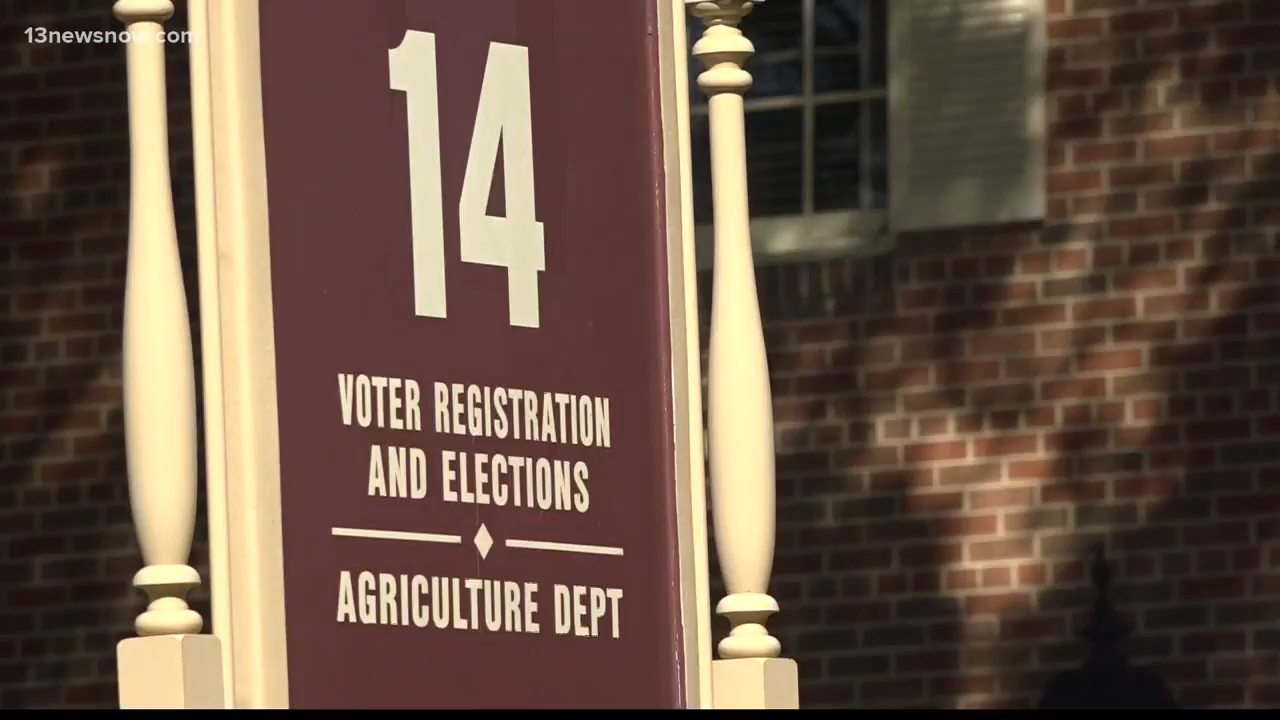 13newsnow.com
14
VOTER REGISTRATION
AND ELECTIONS
AGRICULTURE DEPT